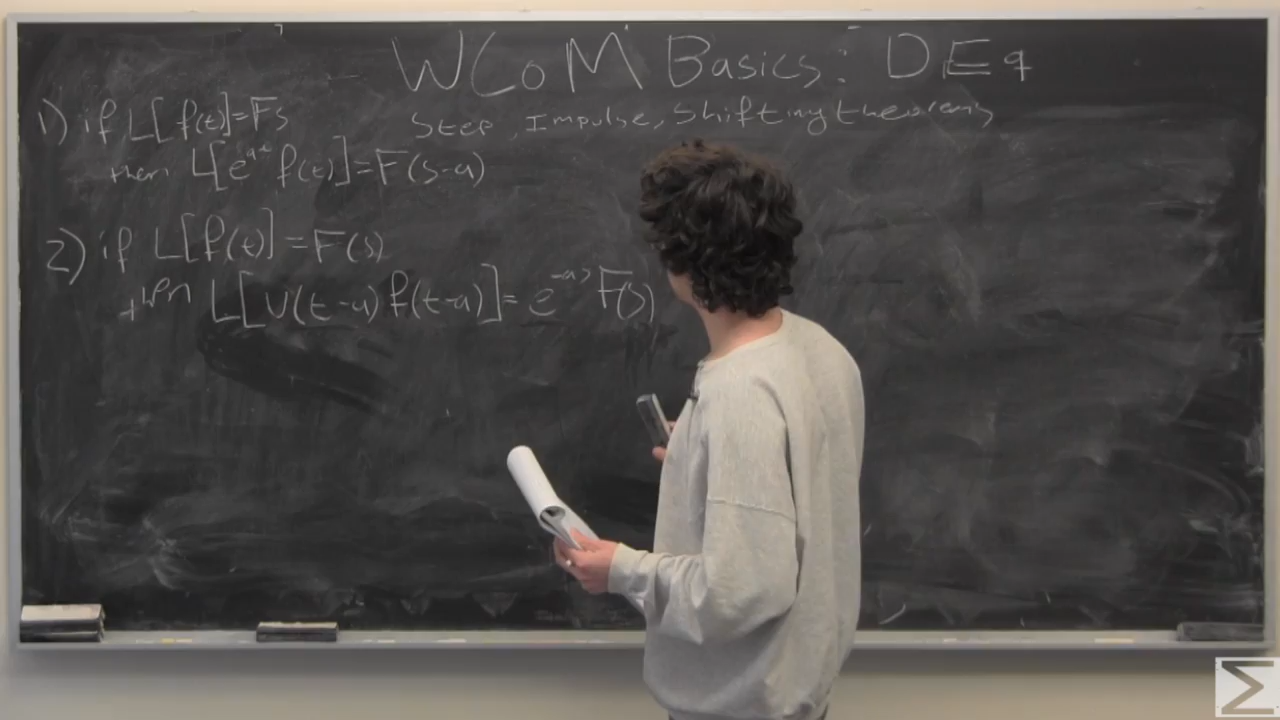 WCoM Basics: DEq
Step, Impulse, Shifting theorems
1) if L[f(t)]=Fs
then L[e^at f(t)]=F(s-a)
2) if L[f(t)]=F(s)
then L[U(t-a) f(t-a)]= e^-as F(s)
Σ